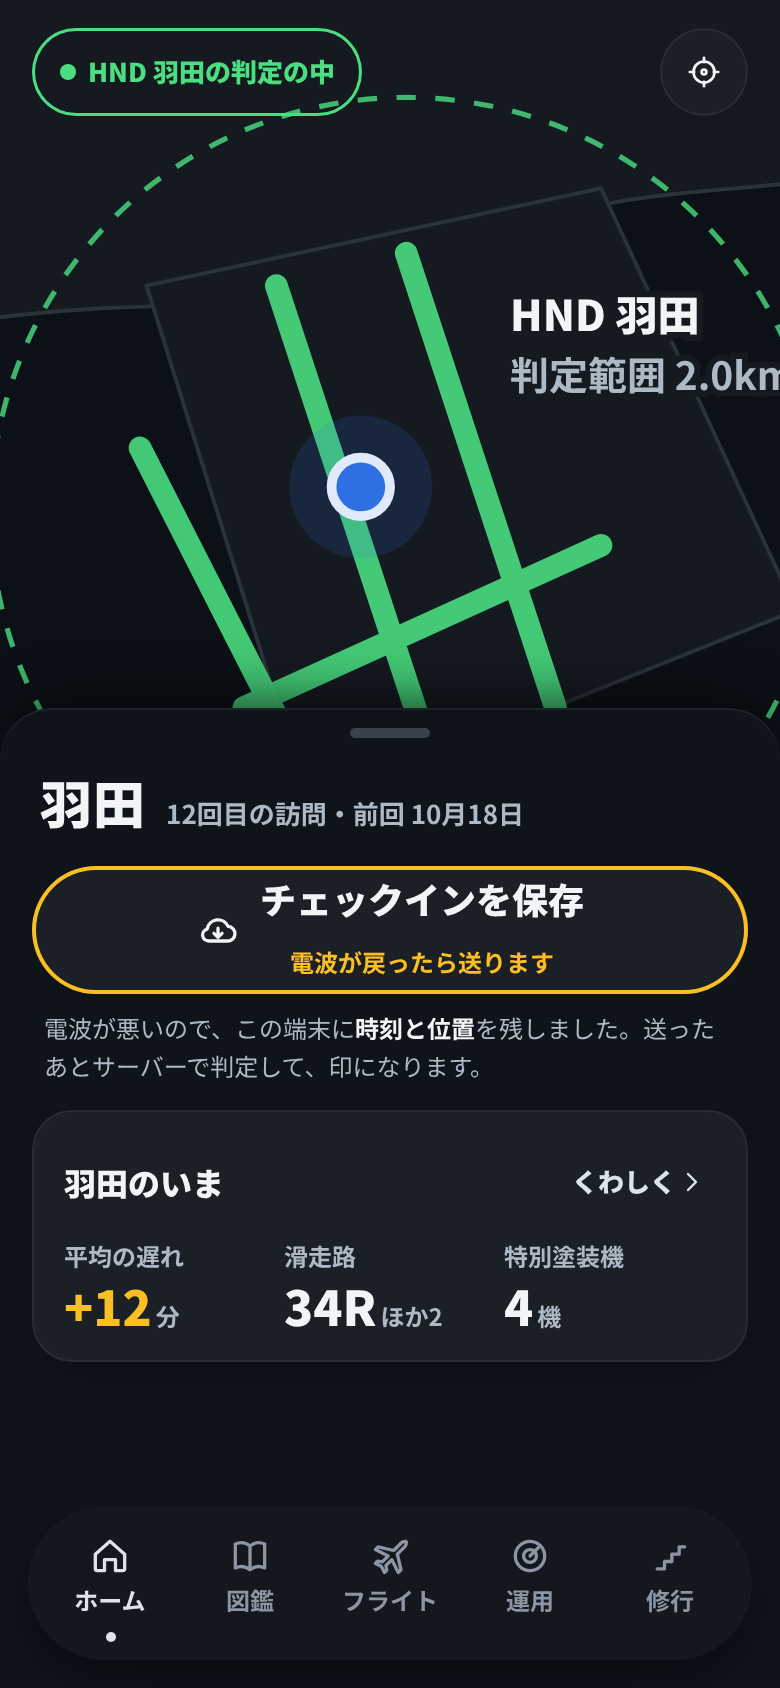 HND 羽田の判定の中
HND 羽田
判定範囲 2.0km
羽田 12回目の訪問・前回 10月18日
チェックインを保存
電波が戻ったら送ります
電波が悪いので、この端末に時刻と位置を残しました。送った
あとサーバーで判定して、印になります。
羽田のいま くわしく
平均の遅れ 滑走路 特別塗装機
+12分 34Rほか2 4機
ホーム 図鑑 フライト 運用 修行